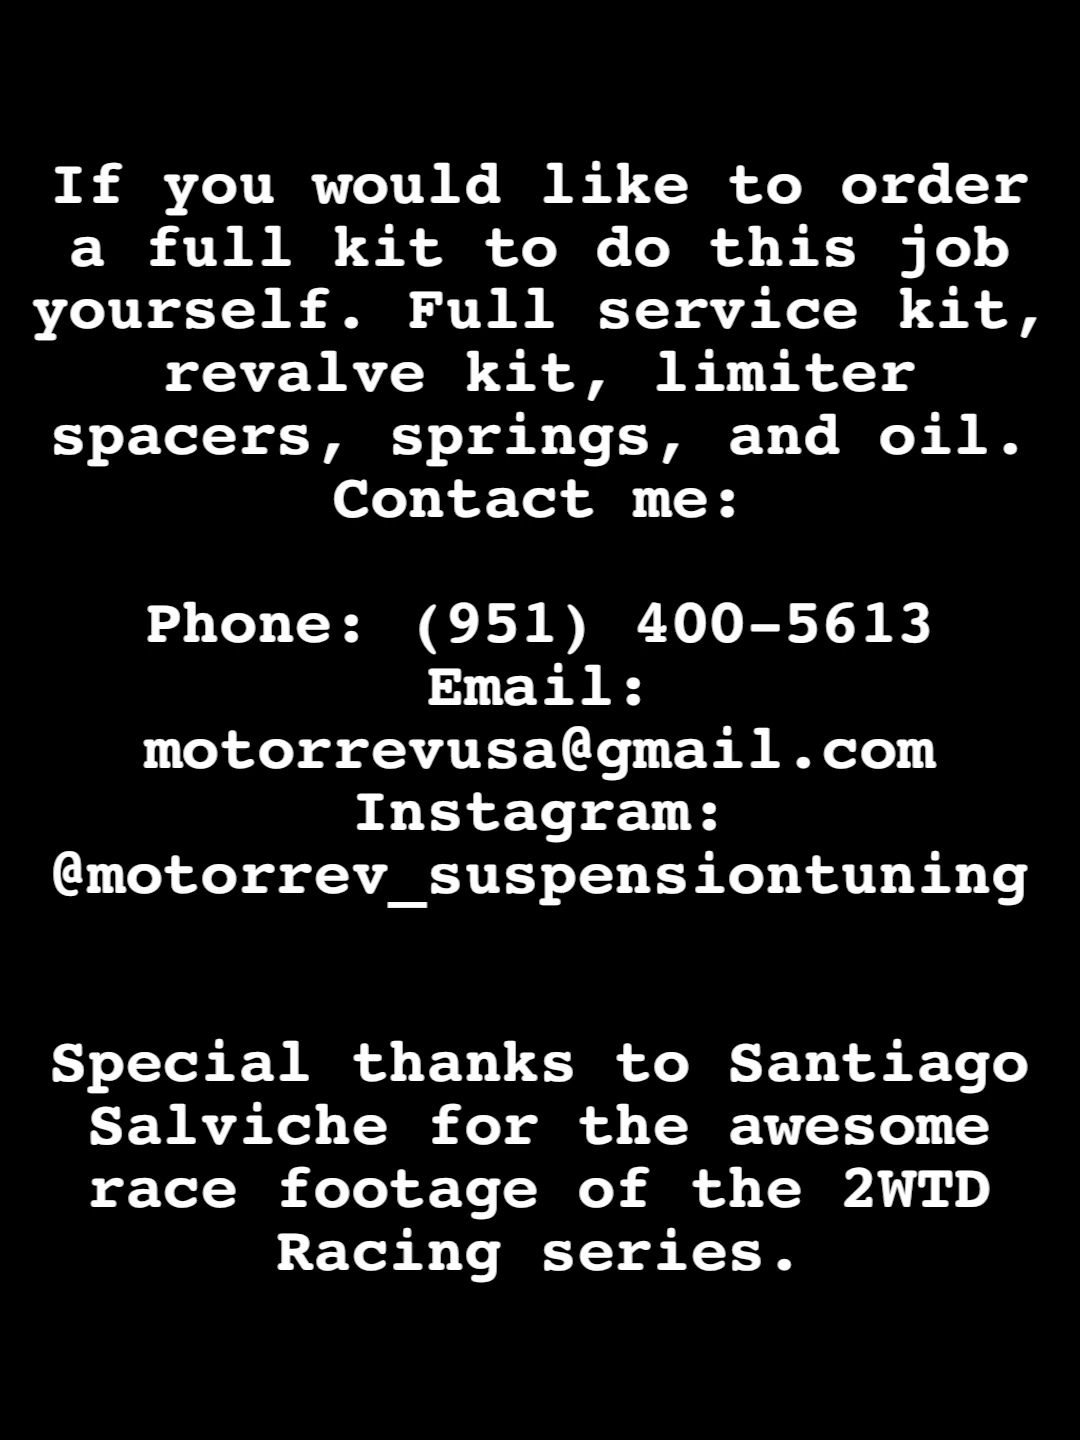 If you would like to order
a full kit to do this job
yourself. Full service kit,
revalve kit, limiter
spacers, springs, and oil.
Contact me:
Phone: (951) 400-5613
Email:
motorrevusa@gmail.com
Instagram:
@motorrev_suspensiontuning
Special thanks to Santiago
Salviche for the awesome
race footage of the 2WTD
Racing series.